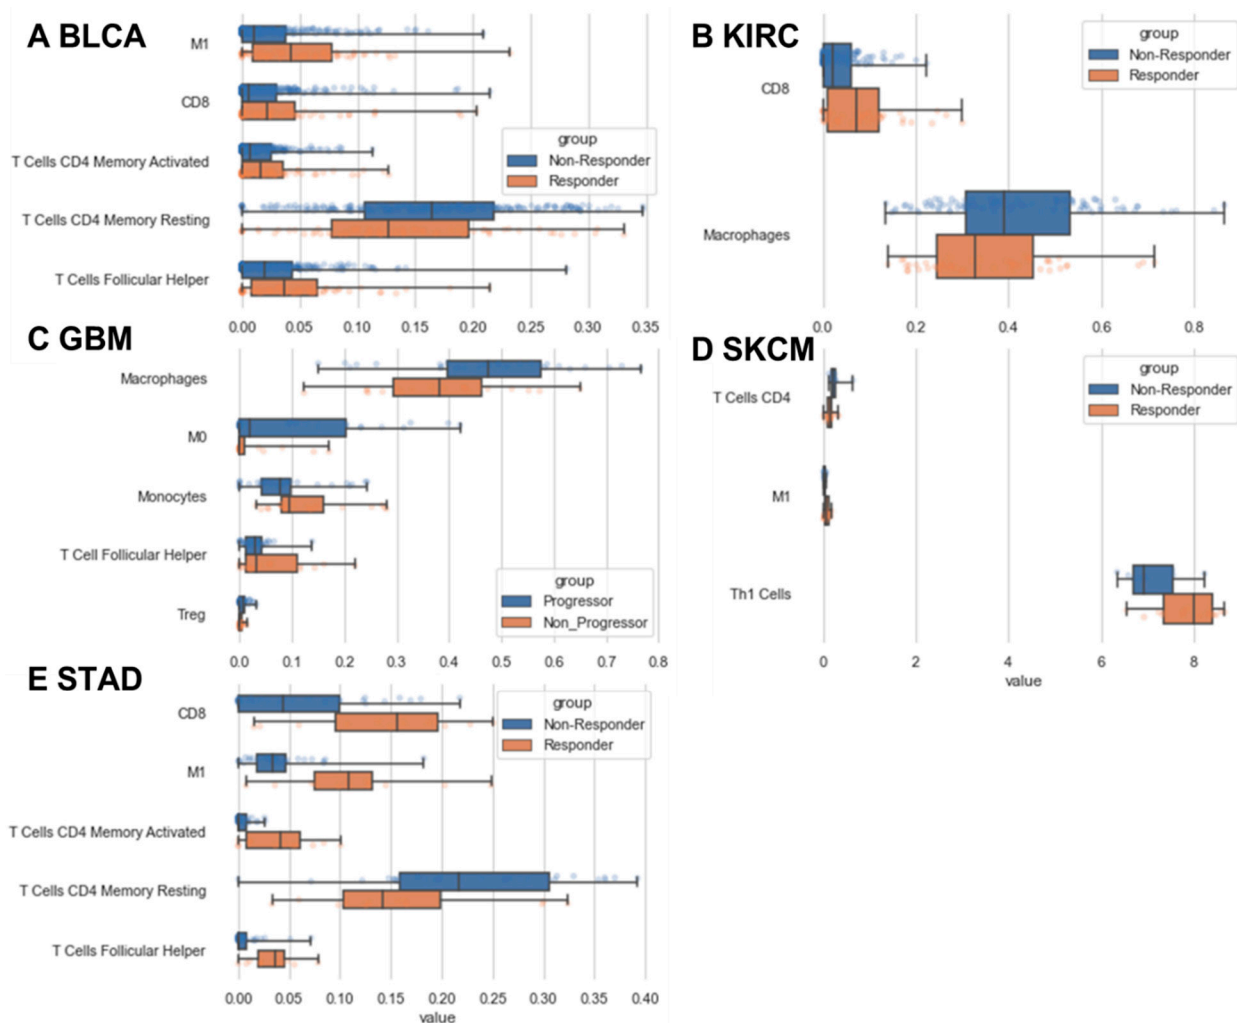 A BLCA
M1
CD8
T Cells CD4 Memory Activated
T Cells CD4 Memory Resting
T Cells Follicular Helper
group
Non-Responder
Responder
0.00 0.05 0.10 0.15 0.20 0.25 0.30 0.35
B KIRC
CD8
Macrophages
group
Non-Responder
Responder
0.0 0.2 0.4 0.6 0.8
C GBM
Macrophages
M0
Monocytes
T Cell Follicular Helper
Treg
group
Progressor
Non_Progressor
0.0 0.1 0.2 0.3 0.4 0.5 0.6 0.7 0.8
D SKCM
T Cells CD4
M1
Th1 Cells
group
Non-Responder
Responder
0 2 4 6 8
value
E STAD
CD8
M1
T Cells CD4 Memory Activated
T Cells CD4 Memory Resting
T Cells Follicular Helper
group
Non-Responder
Responder
0.00 0.05 0.10 0.15 0.20 0.25 0.30 0.35 0.40
value